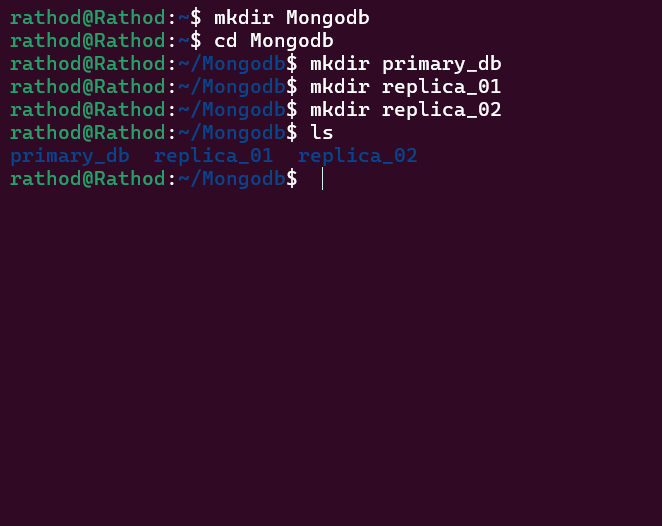 rathod@Rathod:~$ mkdir Mongodb
rathod@Rathod:~$ cd Mongodb
rathod@Rathod:~/Mongodb$ mkdir primary_db
rathod@Rathod:~/Mongodb$ mkdir replica_01
rathod@Rathod:~/Mongodb$ mkdir replica_02
rathod@Rathod:~/Mongodb$ ls
primary_db  replica_01  replica_02
rathod@Rathod:~/Mongodb$